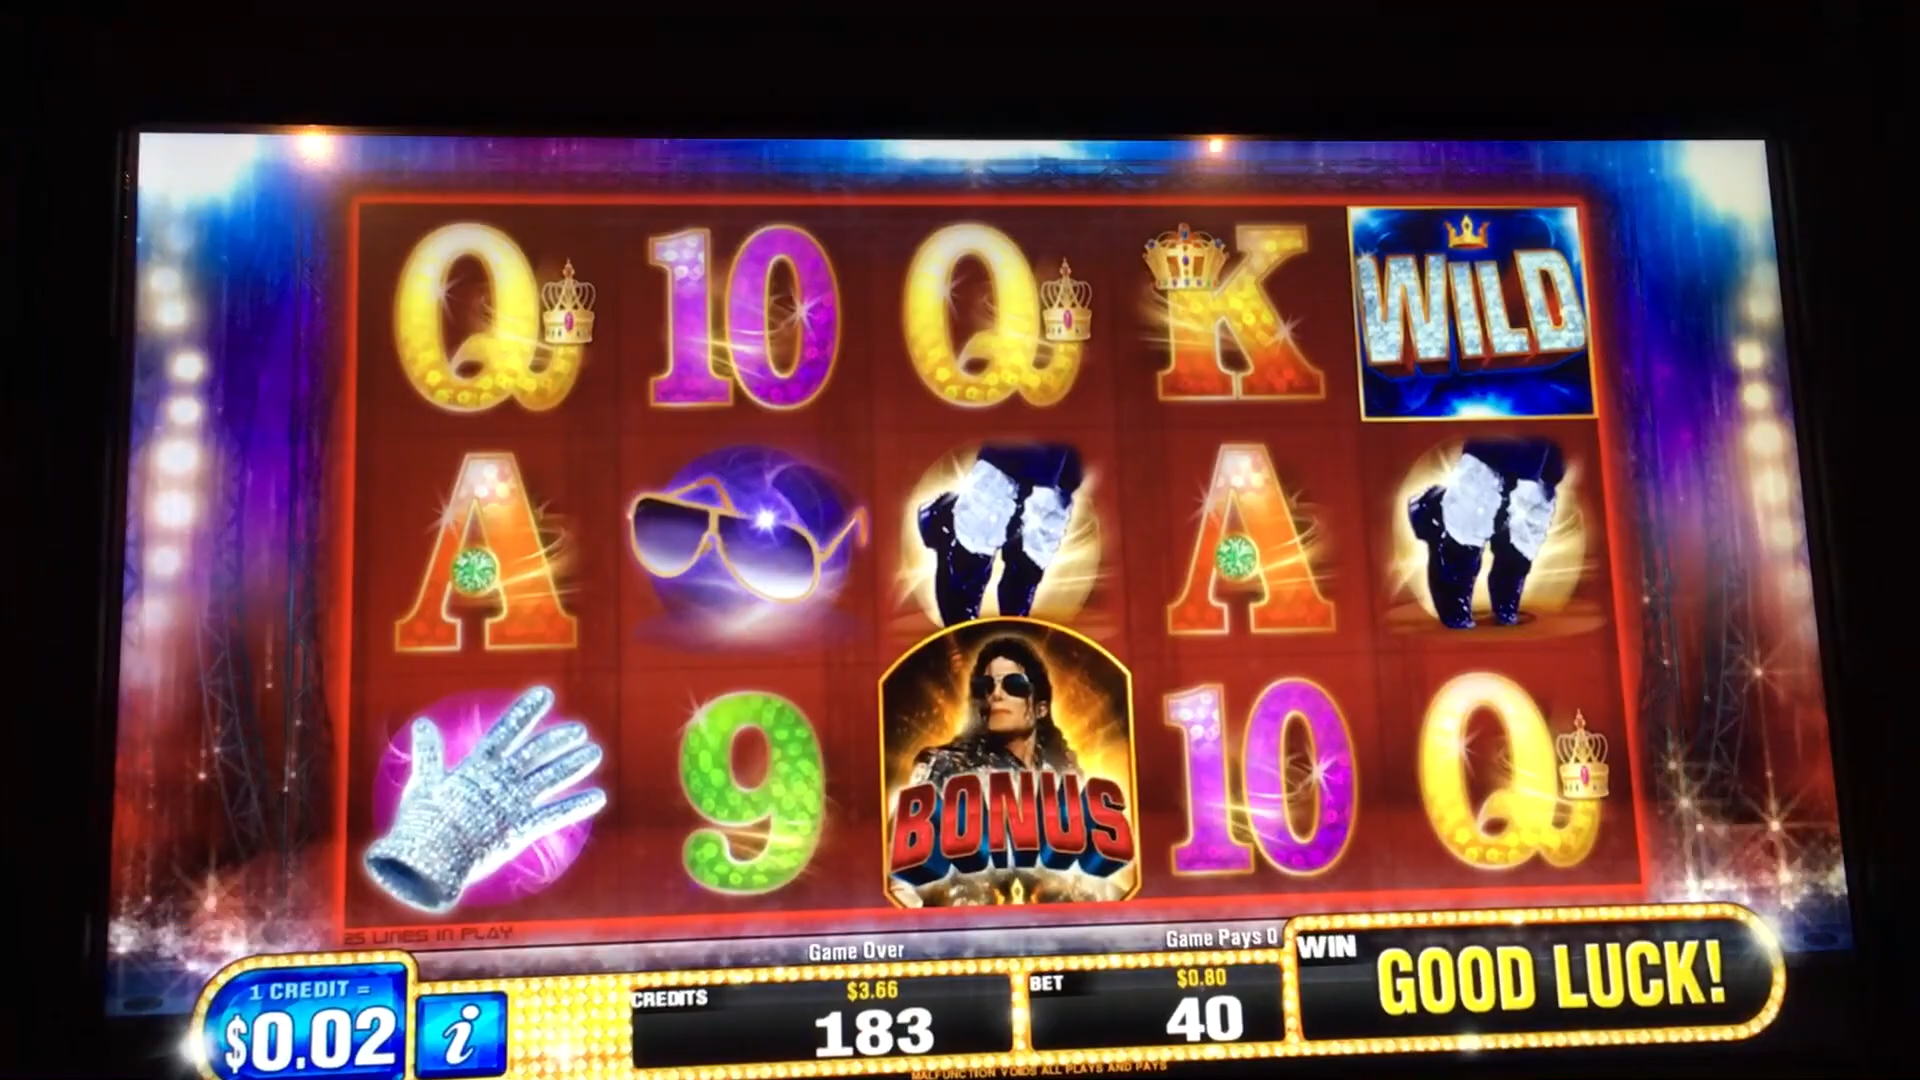 Q 10 Q K WILD
A A
9 BONUS 10 Q
25 LINES IN PLAY
Game Over
Game Pays 0
1 CREDIT =
$0.02
i
CREDITS
$3.66
183
BET
$0.80
40
WIN
GOOD LUCK!
MALFUNCTION VOIDS ALL PLAYS AND PAYS